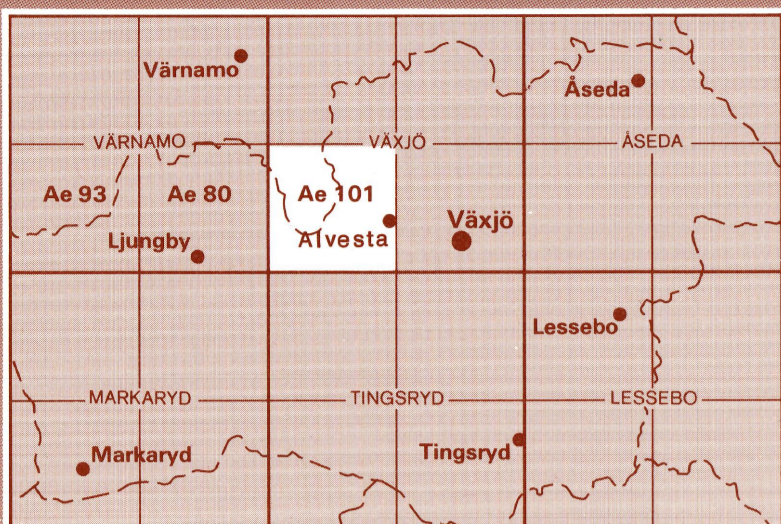 Värnamo
Åseda
VÄRNAMO
VÄXJÖ
ÅSEDA
Ae 93
Ae 80
Ae 101
Växjö
Ljungby
Alvesta
Lessebo
MARKARYD
TINGSRYD
LESSEBO
Markaryd
Tingsryd